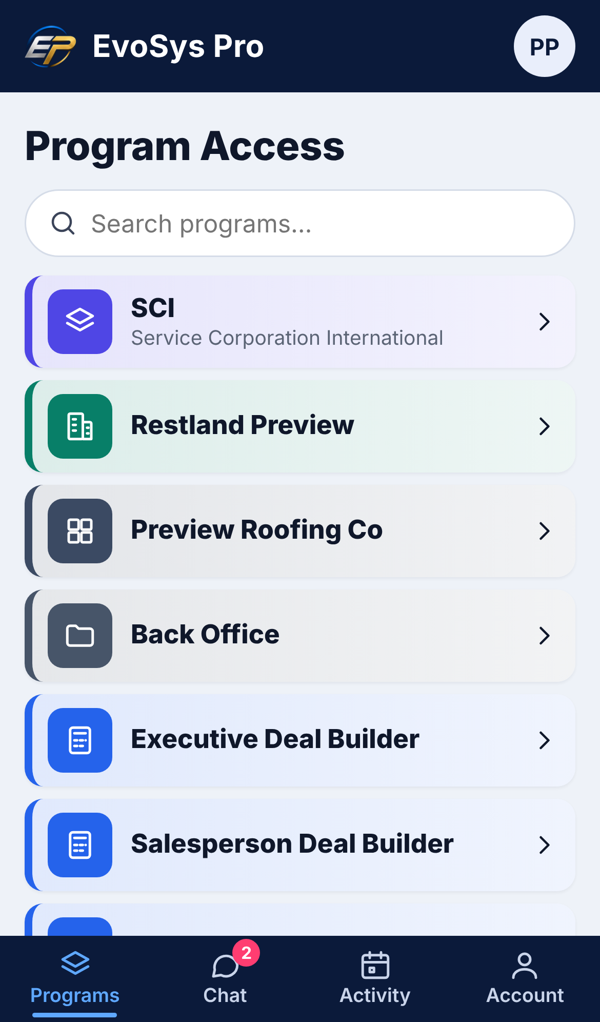 EP EvoSys Pro
PP
Program Access
Search programs...
SCI
Service Corporation International
Restland Preview
Preview Roofing Co
Back Office
Executive Deal Builder
Salesperson Deal Builder
2
Programs
Chat
Activity
Account